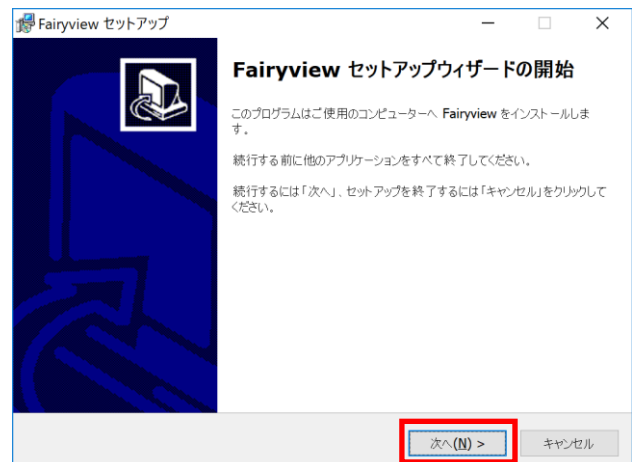 Fairyview セットアップ
Fairyview セットアップウィザードの開始
このプログラムはご使用のコンピューターへ Fairyview をインストールしま
す。
続行する前に他のアプリケーションをすべて終了してください。
続行するには「次へ」、セットアップを終了するには「キャンセル」をクリックして
ください。
次へ(N) >
キャンセル